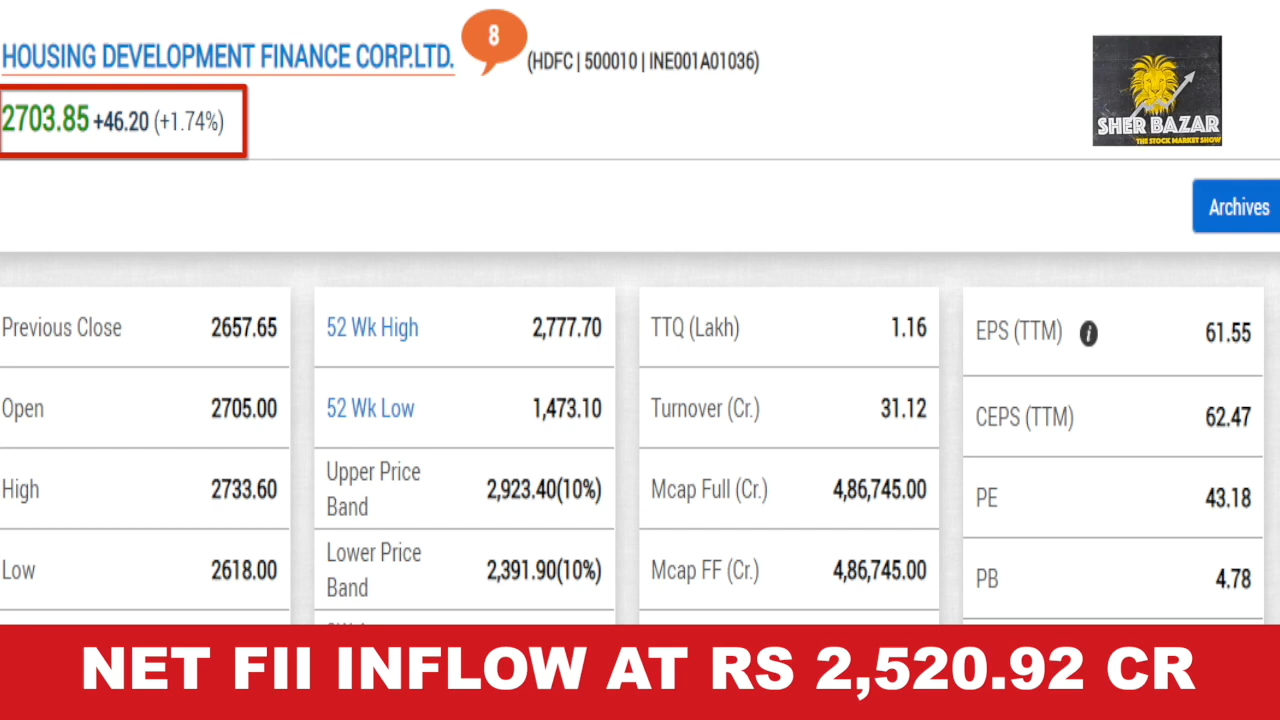 HOUSING DEVELOPMENT FINANCE CORP.LTD.
8
(HDFC | 500010 | INE001A01036)
2703.85 +46.20 (+1.74%)
SHER BAZAR
THE STOCK MARKET SHOW
Archives
Previous Close 2657.65
Open 2705.00
High 2733.60
Low 2618.00
52 Wk High 2,777.70
52 Wk Low 1,473.10
Upper Price
Band 2,923.40(10%)
Lower Price
Band 2,391.90(10%)
TTQ (Lakh) 1.16
Turnover (Cr.) 31.12
Mcap Full (Cr.) 4,86,745.00
Mcap FF (Cr.) 4,86,745.00
EPS (TTM) i 61.55
CEPS (TTM) 62.47
PE 43.18
PB 4.78
NET FII INFLOW AT RS 2,520.92 CR